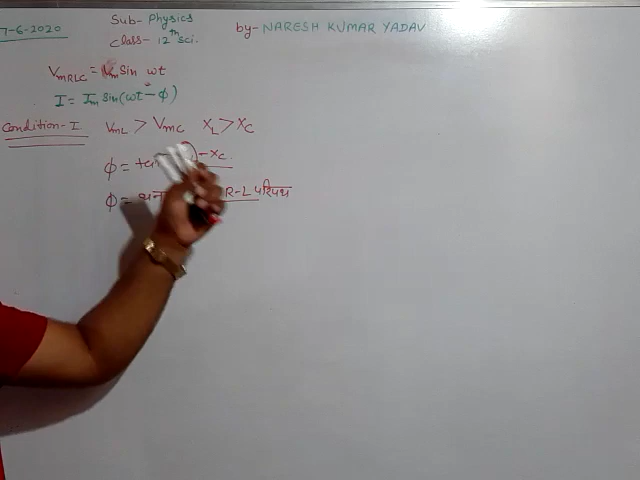 7-6-2020
Sub- Physics
Class- 12th sci.
by- NARESH KUMAR YADAV
VmRLC = Vm sin ωt
I = Im sin(ωt - φ)
Condition-I VmL > VmC XL > XC
φ = - XC
φ = R-L परिपथ